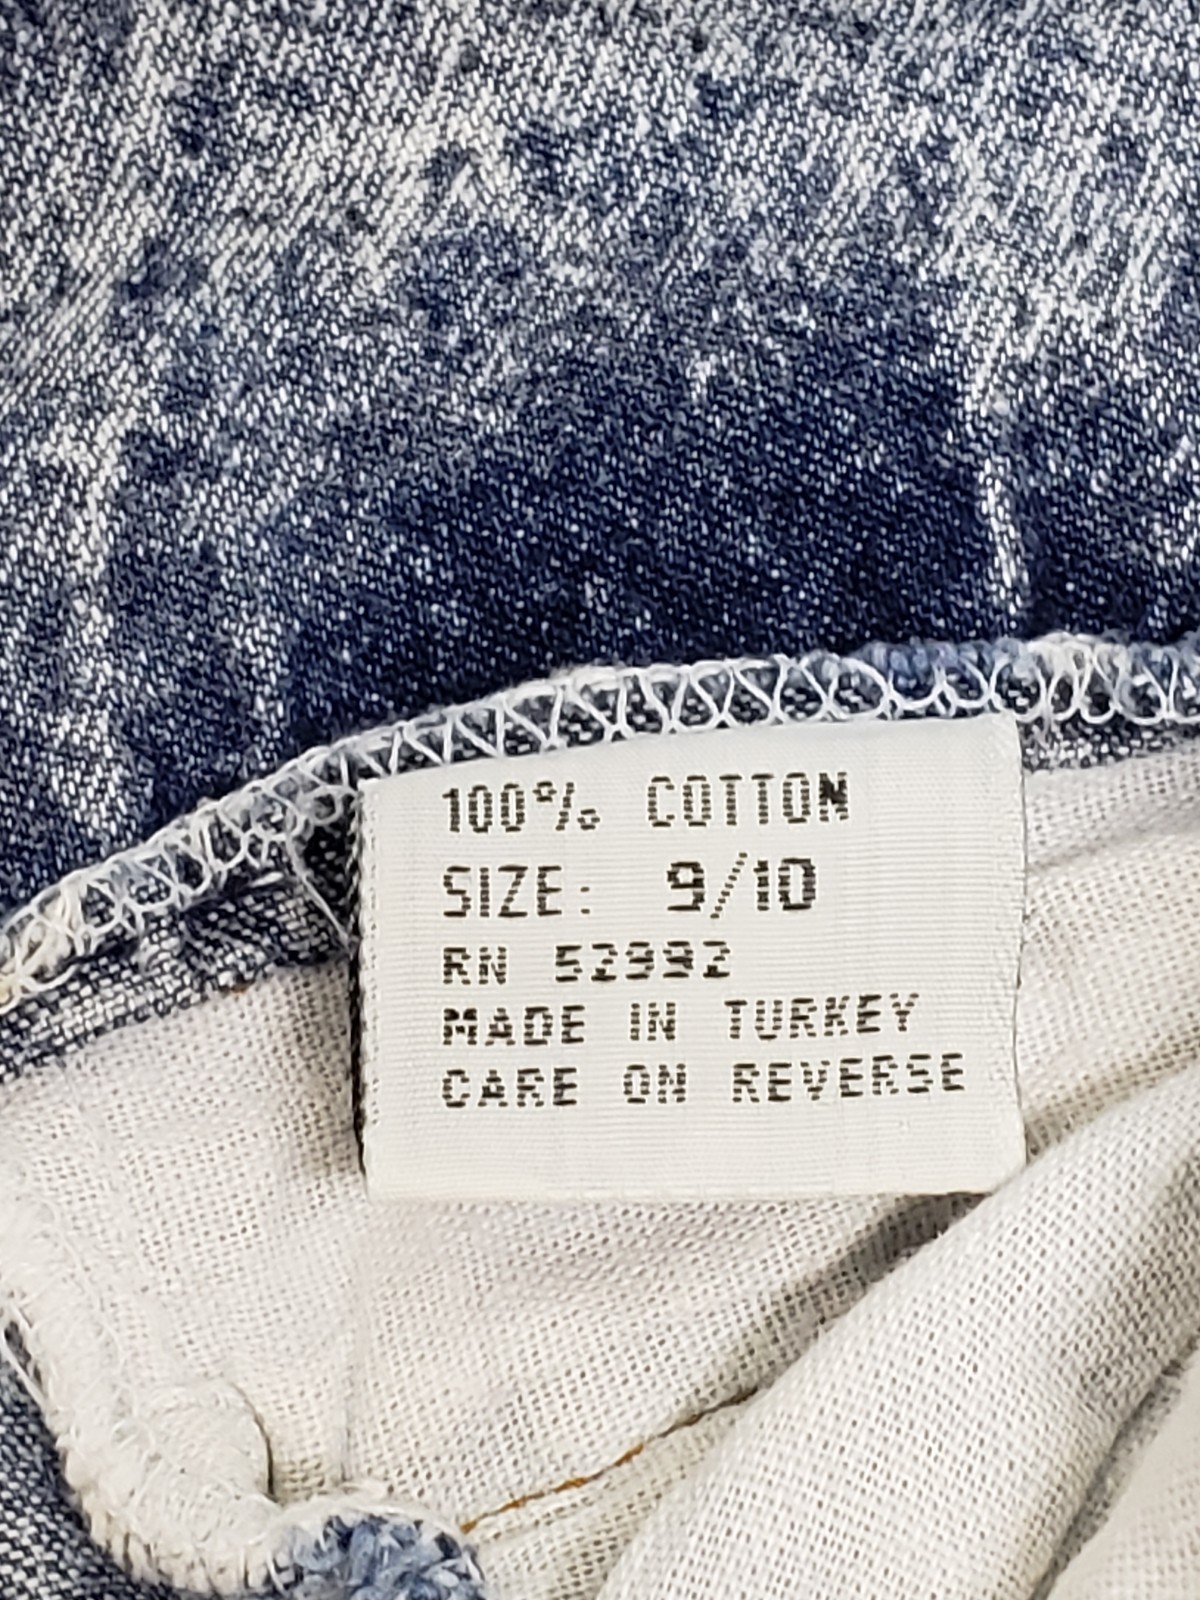 100% COTTON
SIZE: 9/10
RN 52992
MADE IN TURKEY
CARE ON REVERSE